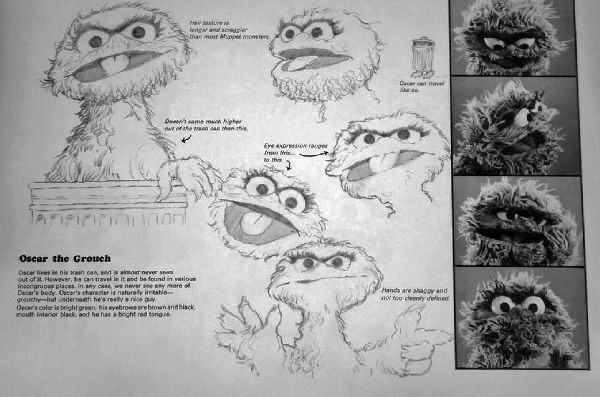 Hair texture is
longer and scragglier
than most Muppet monsters.
Oscar can travel
like so.
Doesn't come much higher
out of the trash can than this.
Eye expression ranges
from this...
to this.
Oscar the Grouch
Oscar lives in his trash can, and is almost never seen
out of it. However, he can travel in it and be found in various
incongruous places. In any case, we never see any more of
Oscar's body. Oscar's character is naturally irritable—
grouchy—but underneath he's really a nice guy.
Oscar's color is bright green, his eyebrows are brown and black,
mouth interior black, and he has a bright red tongue.
Hands are shaggy and
not too clearly defined.